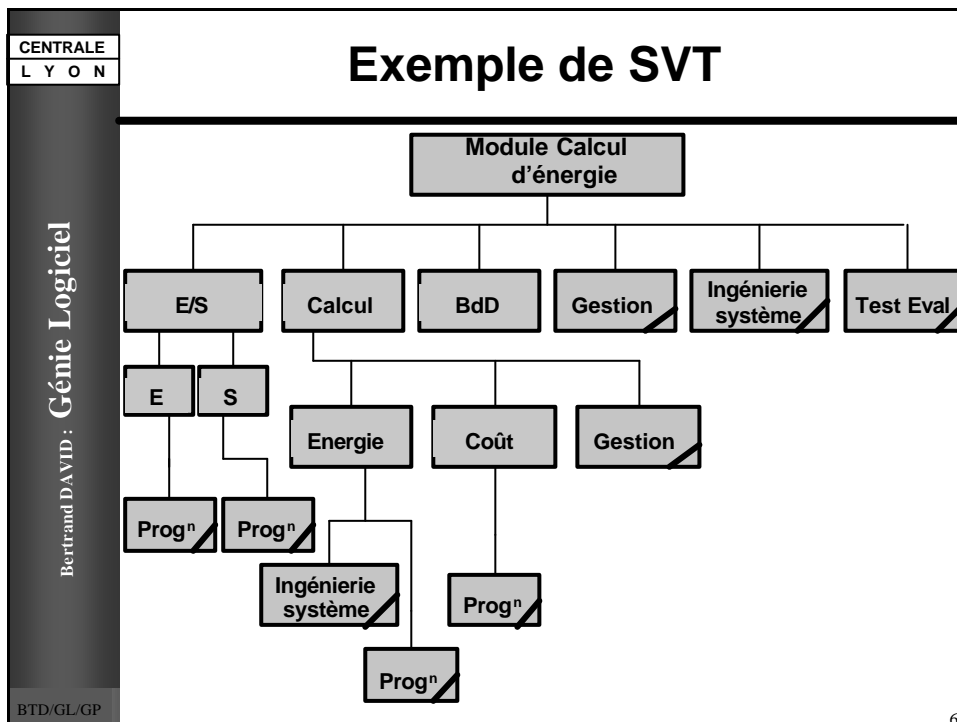 CENTRALE
L Y O N
Exemple de SVT
Module Calcul
d'énergie
E/S
Calcul
BdD
Gestion
Ingénierie
système
Test Eval
E
S
Energie
Coût
Gestion
Progⁿ
Progⁿ
Ingénierie
système
Progⁿ
Progⁿ
Bertrand DAVID : Génie Logiciel
BTD/GL/GP
6